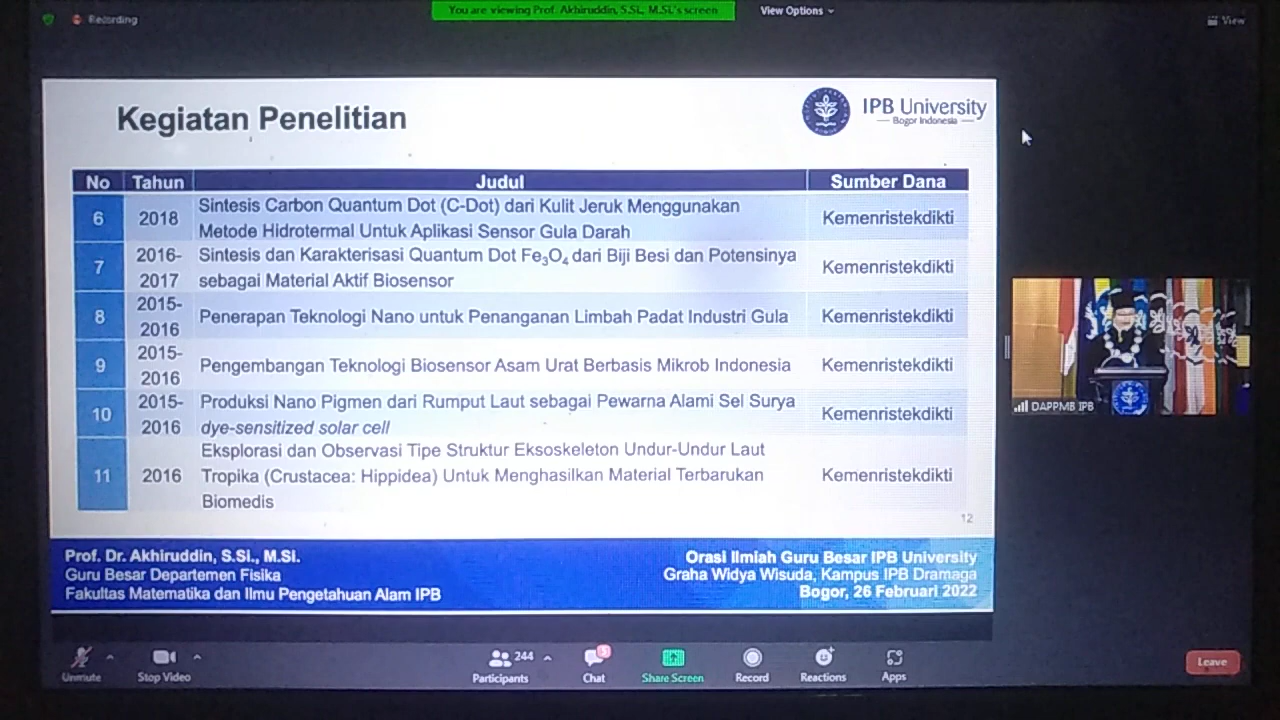 Recording
You are viewing Prof. Akhiruddin, S.Si., M.Si.'s screen
View Options
View
Kegiatan Penelitian
IPB University
Bogor Indonesia
No Tahun Judul Sumber Dana
6 2018 Sintesis Carbon Quantum Dot (C-Dot) dari Kulit Jeruk Menggunakan
Metode Hidrotermal Untuk Aplikasi Sensor Gula Darah Kemenristekdikti
7 2016-
2017 Sintesis dan Karakterisasi Quantum Dot Fe₃O₄ dari Biji Besi dan Potensinya
sebagai Material Aktif Biosensor Kemenristekdikti
8 2015-
2016 Penerapan Teknologi Nano untuk Penanganan Limbah Padat Industri Gula Kemenristekdikti
9 2015-
2016 Pengembangan Teknologi Biosensor Asam Urat Berbasis Mikrob Indonesia Kemenristekdikti
10 2015-
2016 Produksi Nano Pigmen dari Rumput Laut sebagai Pewarna Alami Sel Surya
dye-sensitized solar cell Kemenristekdikti
11 2016 Eksplorasi dan Observasi Tipe Struktur Eksoskeleton Undur-Undur Laut
Tropika (Crustacea: Hippidea) Untuk Menghasilkan Material Terbarukan
Biomedis Kemenristekdikti
12
Prof. Dr. Akhiruddin, S.Si., M.Si.
Guru Besar Departemen Fisika
Fakultas Matematika dan Ilmu Pengetahuan Alam IPB
Orasi Ilmiah Guru Besar IPB University
Graha Widya Wisuda, Kampus IPB Dramaga
Bogor, 26 Februari 2022
DAPPMB IPB
Unmute
Stop Video
244
Participants
5
Chat
Share Screen
Record
Reactions
Apps
Leave